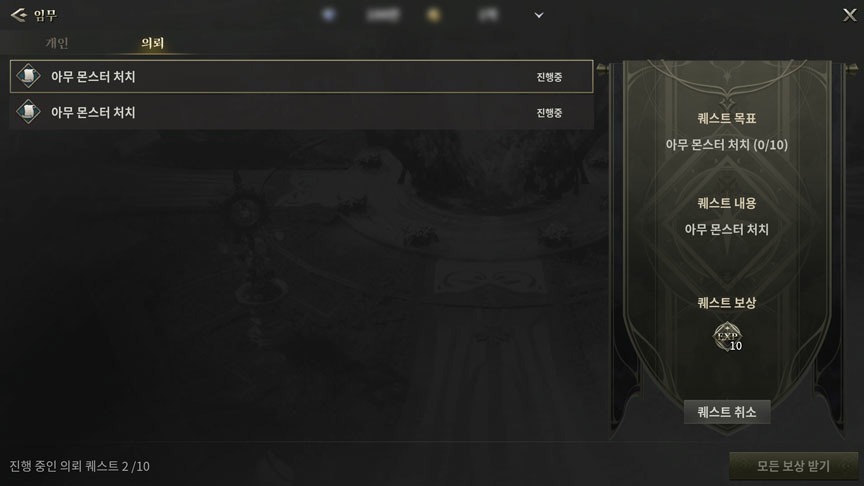 임무
개인
의뢰
아무 몬스터 처치
진행중
아무 몬스터 처치
진행중
퀘스트 목표
아무 몬스터 처치 (0/10)
퀘스트 내용
아무 몬스터 처치
퀘스트 보상
EXP
10
퀘스트 취소
진행 중인 의뢰 퀘스트 2 /10
모든 보상 받기